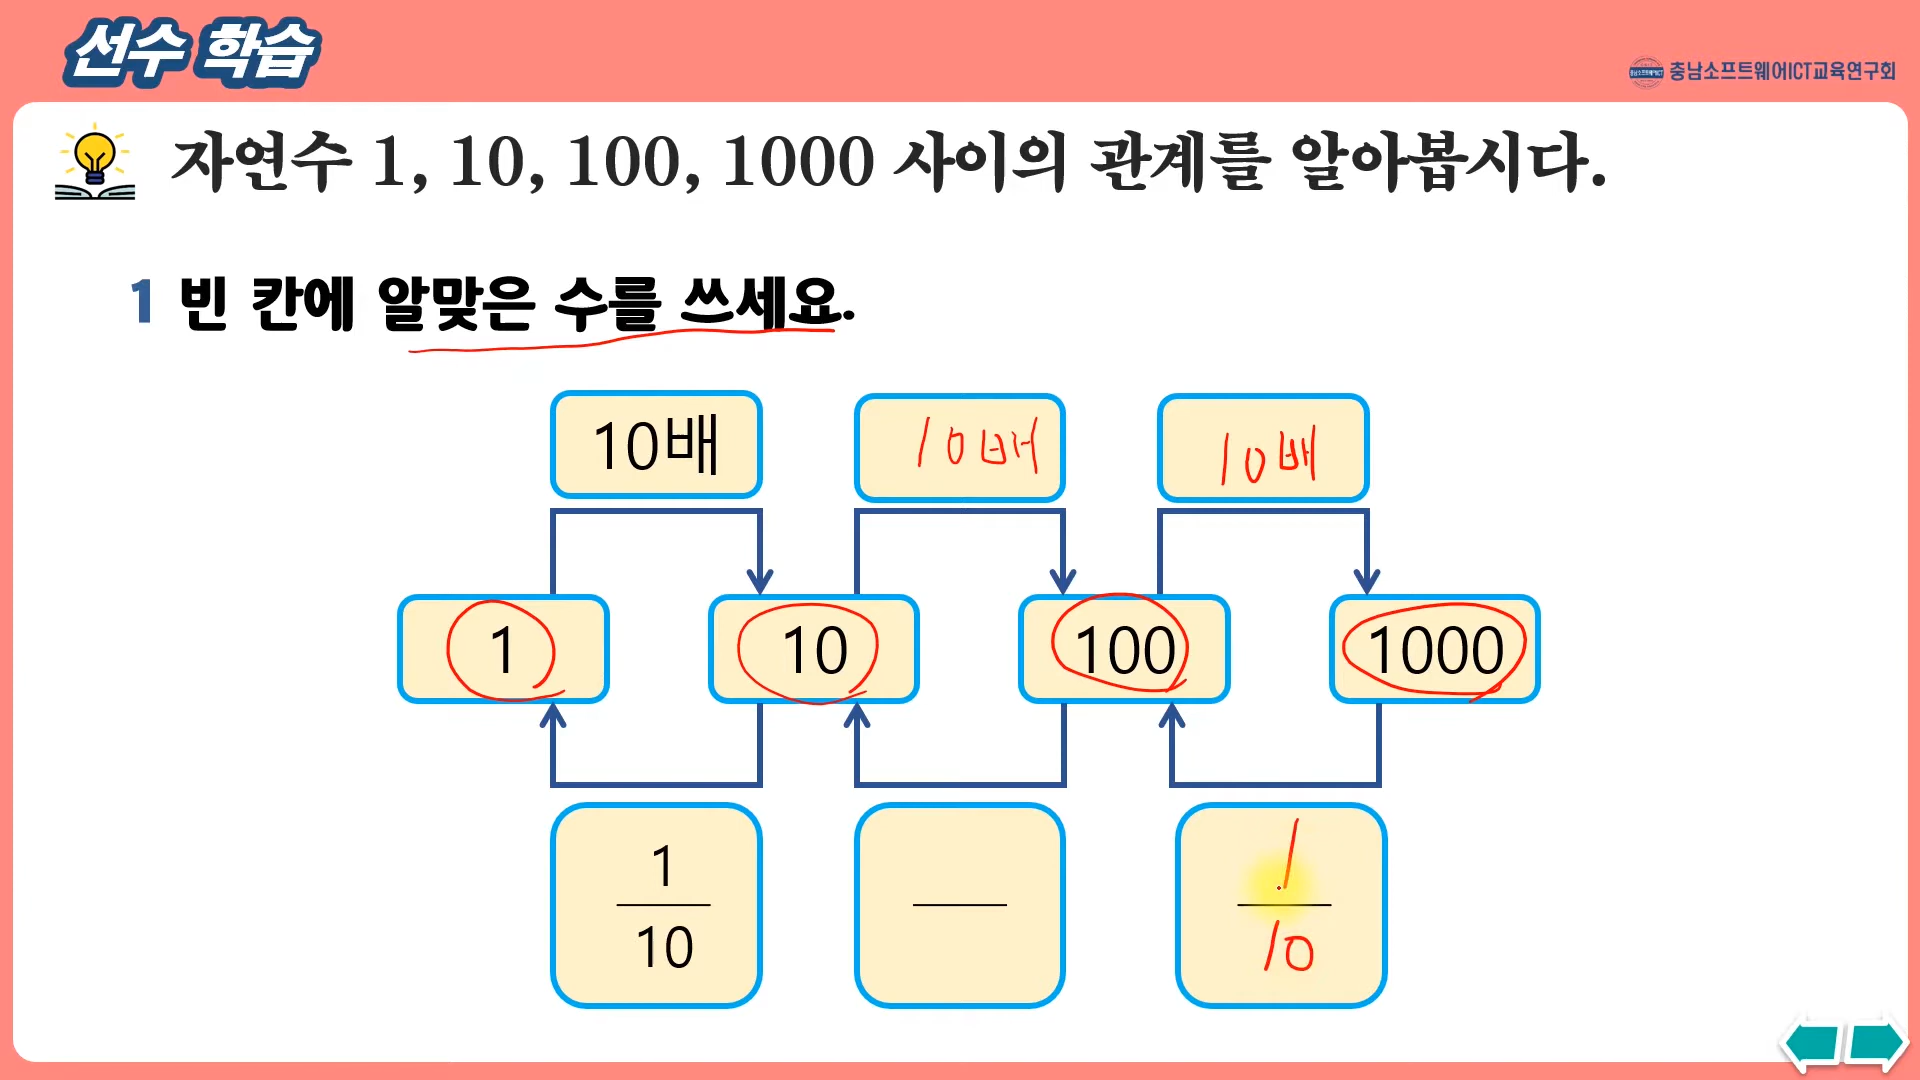 선수 학습
충남소프트웨어ICT교육연구회
자연수 1, 10, 100, 1000 사이의 관계를 알아봅시다.
1 빈 칸에 알맞은 수를 쓰세요.
10배 10배 10배
1 10 100 1000
1 1
10 10